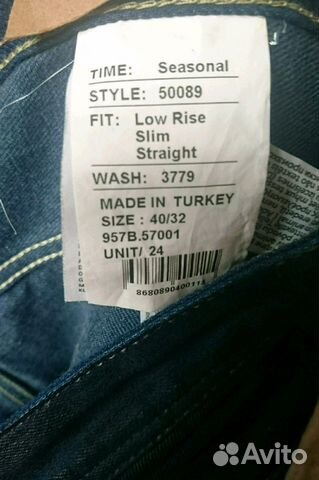 TIME: Seasonal
STYLE: 50089
FIT: Low Rise
Slim
Straight
WASH: 3779
MADE IN TURKEY
SIZE : 40/32
957B.57001
UNIT/ 24
8680890400113
Avito